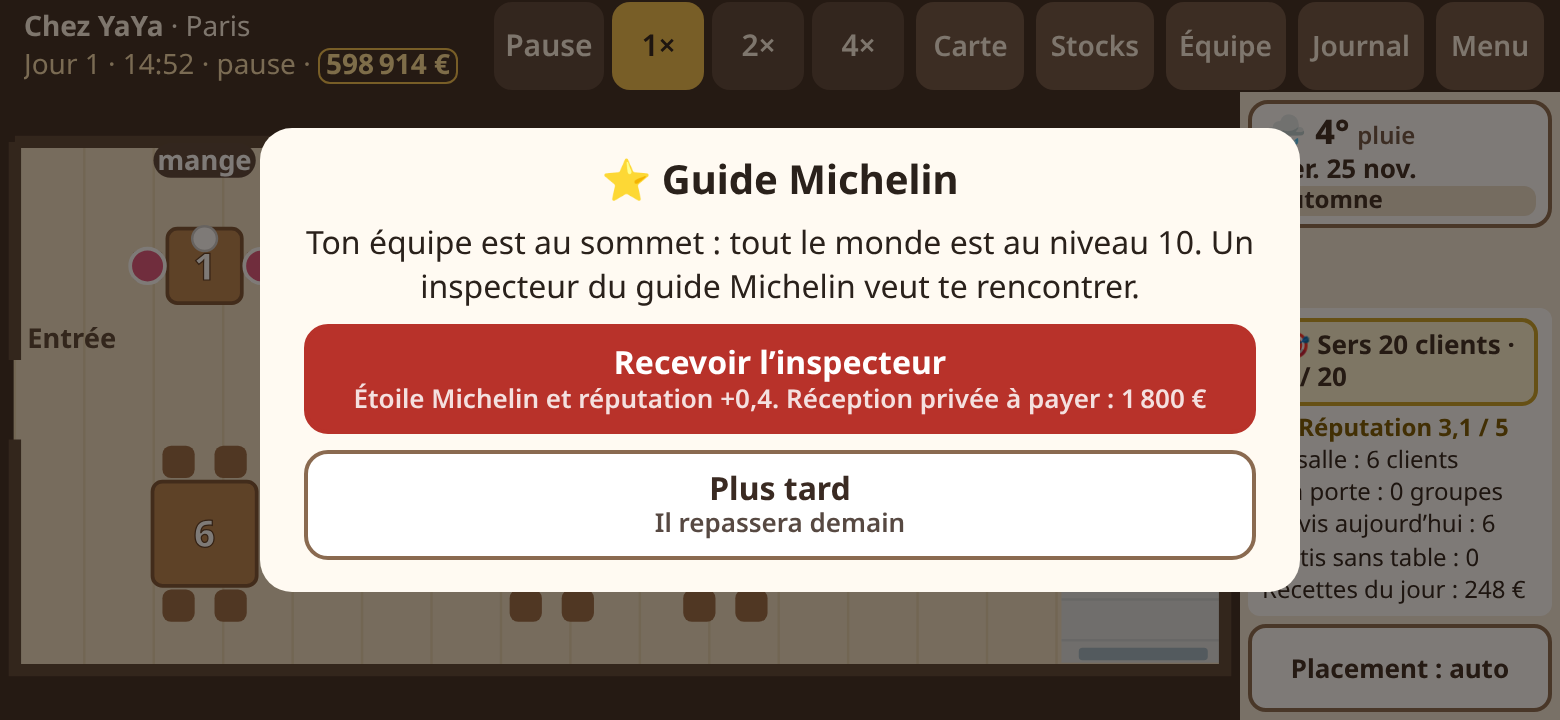 Chez YaYa · Paris
Jour 1 · 14:52 · pause · 598 914 €
Pause
1×
2×
4×
Carte
Stocks
Équipe
Journal
Menu
mange
1
Entrée
6
⭐ Guide Michelin
Ton équipe est au sommet : tout le monde est au niveau 10. Un
inspecteur du guide Michelin veut te rencontrer.
Recevoir l’inspecteur
Étoile Michelin et réputation +0,4. Réception privée à payer : 1 800 €
Plus tard
Il repassera demain
4° pluie
er. 25 nov.
utomne
Sers 20 clients ·
/ 20
Réputation 3,1 / 5
salle : 6 clients
porte : 0 groupes
vis aujourd’hui : 6
tis sans table : 0
Recettes du jour : 248 €
Placement : auto